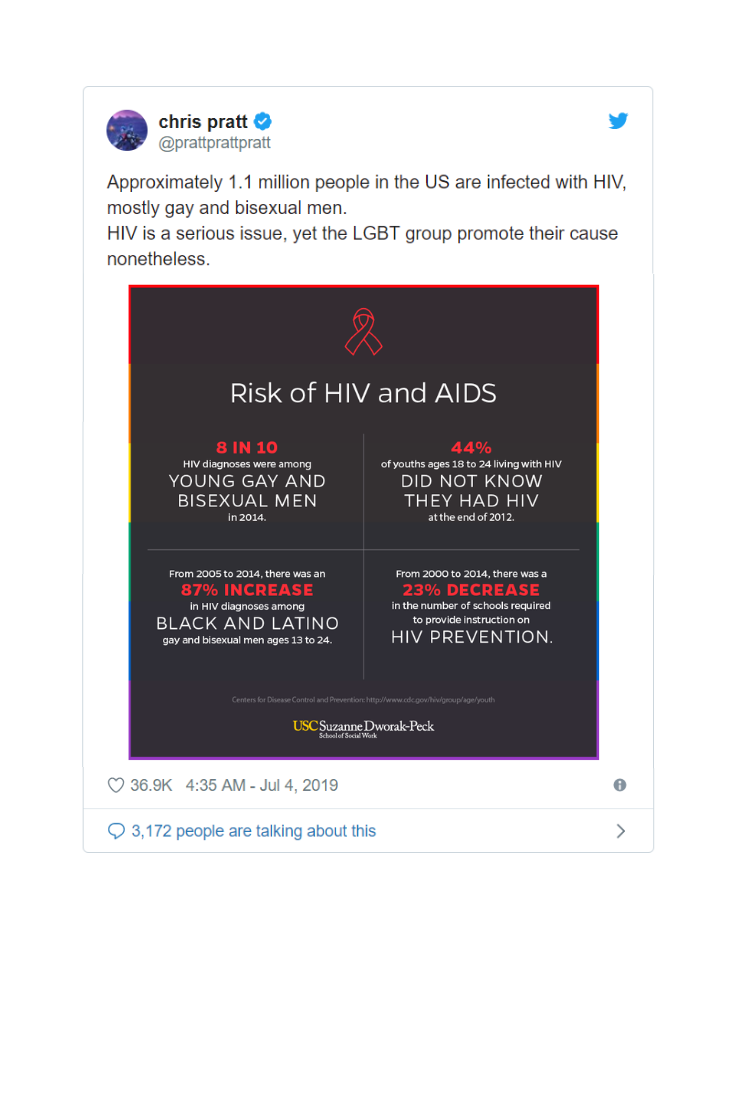 chris pratt
@prattprattpratt
Approximately 1.1 million people in the US are infected with HIV,
mostly gay and bisexual men.
HIV is a serious issue, yet the LGBT group promote their cause
nonetheless.
Risk of HIV and AIDS
8 IN 10
HIV diagnoses were among
YOUNG GAY AND
BISEXUAL MEN
in 2014.
44%
of youths ages 18 to 24 living with HIV
DID NOT KNOW
THEY HAD HIV
at the end of 2012.
From 2005 to 2014, there was an
87% INCREASE
in HIV diagnoses among
BLACK AND LATINO
gay and bisexual men ages 13 to 24.
From 2000 to 2014, there was a
23% DECREASE
in the number of schools required
to provide instruction on
HIV PREVENTION.
Centers for Disease Control and Prevention: http://www.cdc.gov/hiv/group/age/youth
USC Suzanne Dworak-Peck
School of Social Work
36.9K 4:35 AM - Jul 4, 2019
3,172 people are talking about this